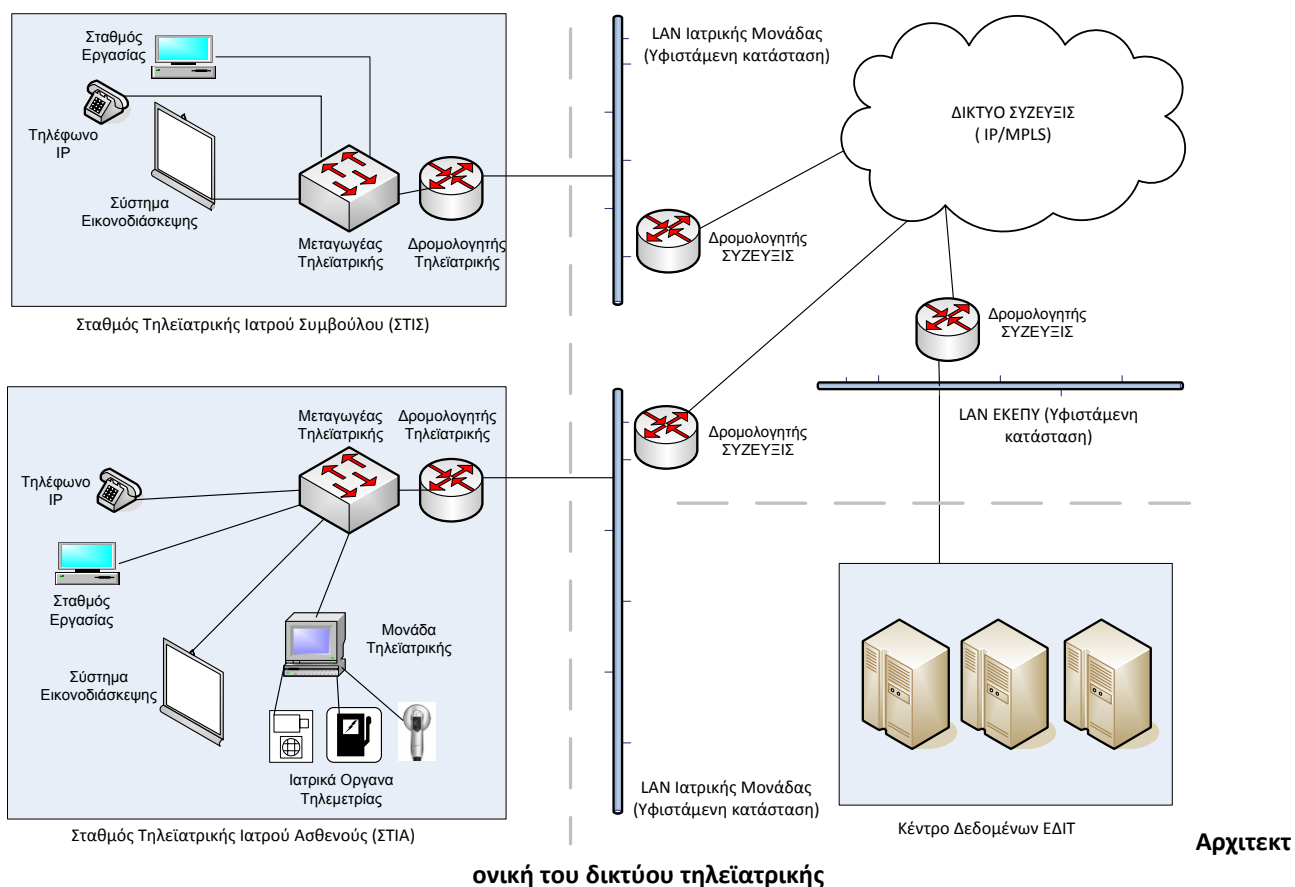 Σταθμός
Εργασίας
Τηλέφωνο
IP
Σύστημα
Εικονοδιάσκεψης
Μεταγωγέας
Τηλεϊατρικής
Δρομολογητής
Τηλεϊατρικής
Σταθμός Τηλεϊατρικής Ιατρού Συμβούλου (ΣΤΙΣ)
LAN Ιατρικής Μονάδας
(Υφιστάμενη κατάσταση)
ΔΙΚΤΥΟ ΣΥΖΕΥΞΙΣ
( IP/MPLS)
Δρομολογητής
ΣΥΖΕΥΞΙΣ
Δρομολογητής
ΣΥΖΕΥΞΙΣ
LAN ΕΚΕΠΥ (Υφιστάμενη
κατάσταση)
Μεταγωγέας
Τηλεϊατρικής
Δρομολογητής
Τηλεϊατρικής
Δρομολογητής
ΣΥΖΕΥΞΙΣ
Τηλέφωνο
IP
Σταθμός
Εργασίας
Σύστημα
Εικονοδιάσκεψης
Μονάδα
Τηλεϊατρικής
Ιατρικά Οργανα
Τηλεμετρίας
Σταθμός Τηλεϊατρικής Ιατρού Ασθενούς (ΣΤΙΑ)
LAN Ιατρικής Μονάδας
(Υφιστάμενη κατάσταση)
Κέντρο Δεδομένων ΕΔΙΤ
Αρχιτεκτ
ονική του δικτύου τηλεϊατρικής